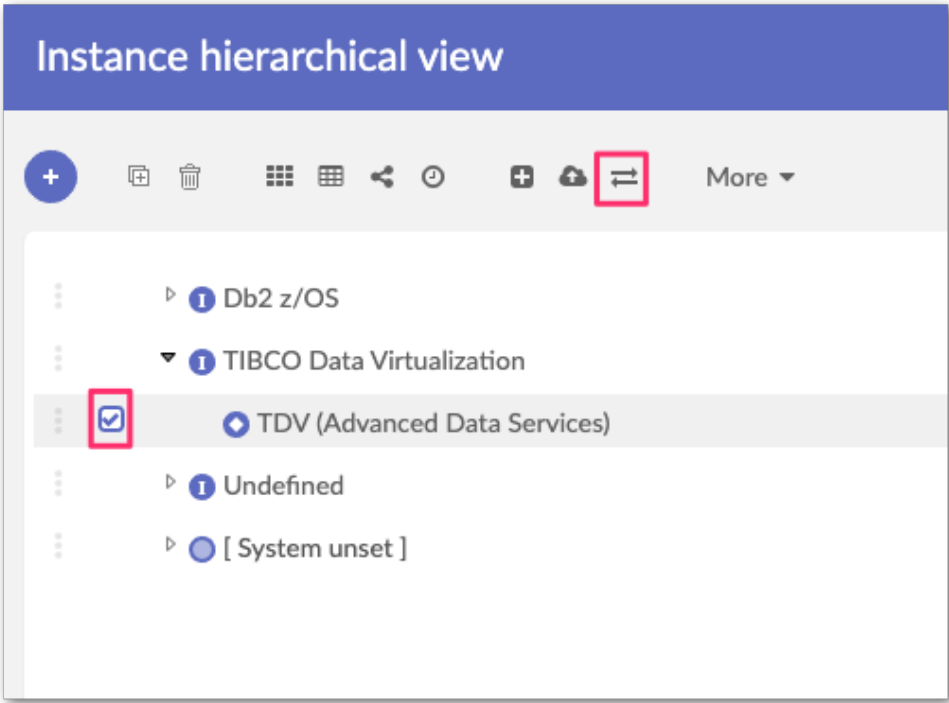 Instance hierarchical view
More
Db2 z/OS
TIBCO Data Virtualization
TDV (Advanced Data Services)
Undefined
[ System unset ]